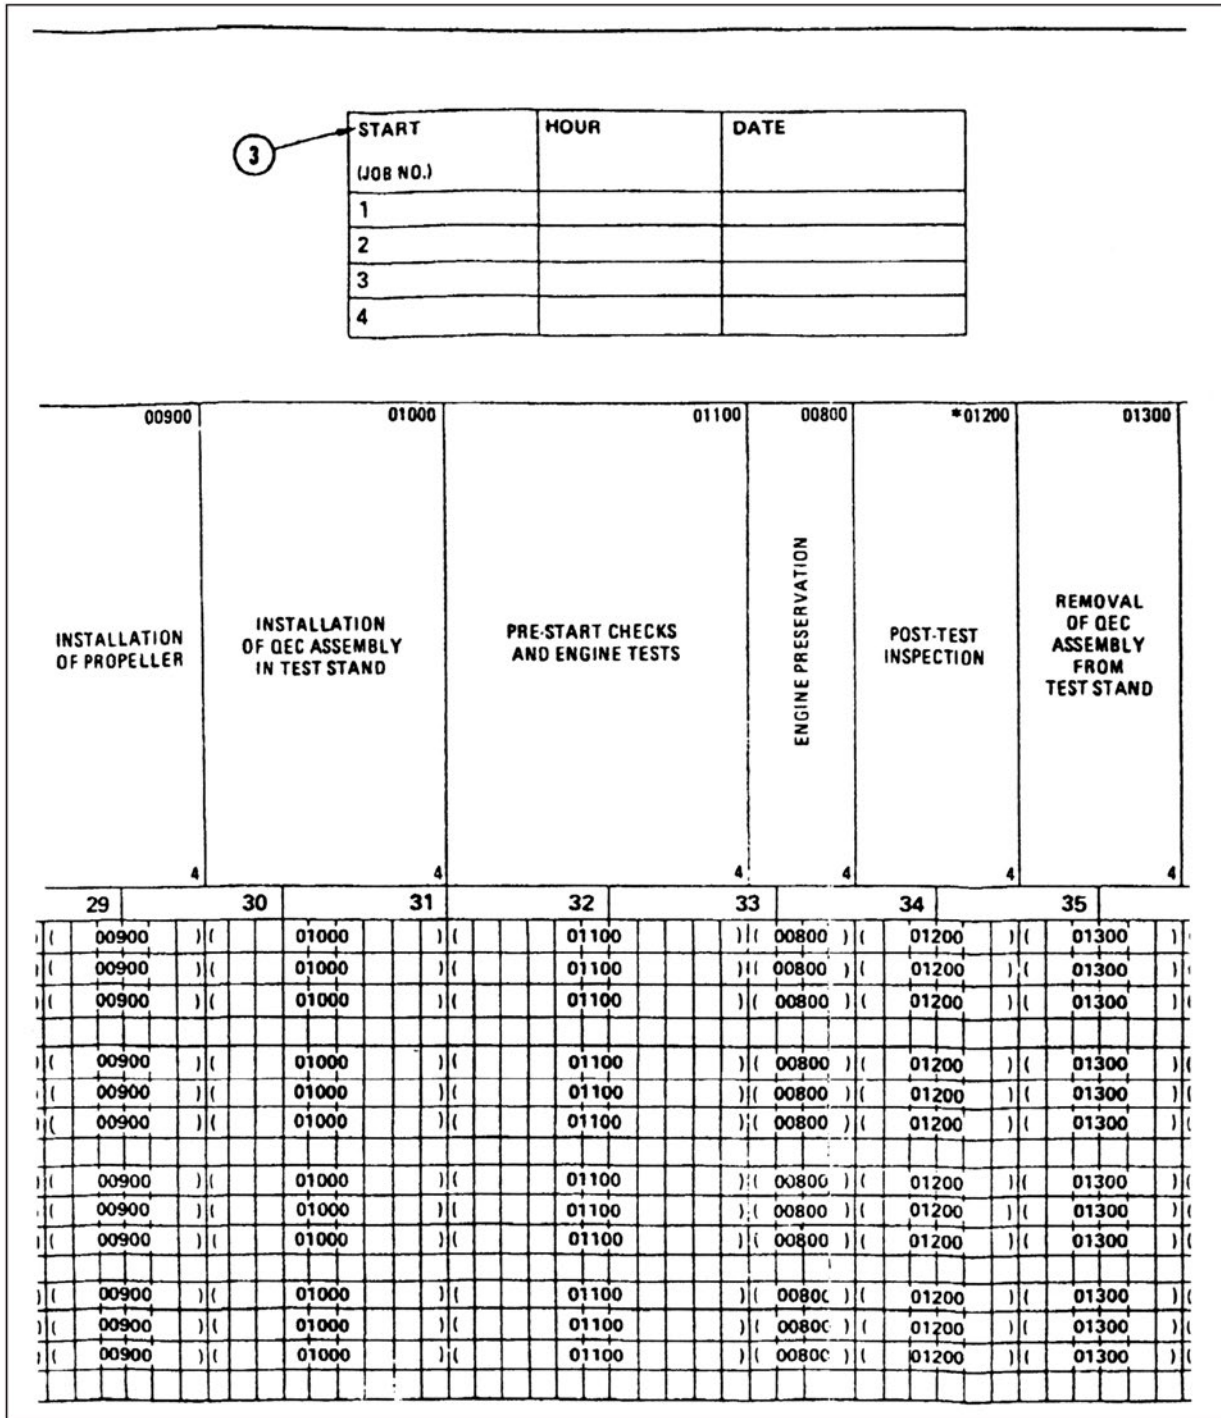 3
START HOUR DATE
(JOB NO.)
1
2
3
4
00900 01000 01100 00800 *01200 01300
INSTALLATION
OF PROPELLER
INSTALLATION
OF QEC ASSEMBLY
IN TEST STAND
PRE-START CHECKS
AND ENGINE TESTS
ENGINE PRESERVATION
POST-TEST
INSPECTION
REMOVAL
OF QEC
ASSEMBLY
FROM
TEST STAND
4 4 4 4 4 4
29 30 31 32 33 34 35
) ( 00900 ) ( 01000 ) ( 01100 ) ( 00800 ) ( 01200 ) ( 01300 )
) ( 00900 ) ( 01000 ) ( 01100 ) ( 00800 ) ( 01200 ) ( 01300 )
) ( 00900 ) ( 01000 ) ( 01100 ) ( 00800 ) ( 01200 ) ( 01300 ) (
) ( 00900 ) ( 01000 ) ( 01100 ) ( 00800 ) ( 01200 ) ( 01300 ) (
) ( 00900 ) ( 01000 ) ( 01100 ) ( 00800 ) ( 01200 ) ( 01300 ) (
) ( 00900 ) ( 01000 ) ( 01100 ) ( 00800 ) ( 01200 ) ( 01300 ) (
) ( 00900 ) ( 01000 ) ( 01100 ) ( 00800 ) ( 01200 ) ( 01300 ) (
) ( 00900 ) ( 01000 ) ( 01100 ) ( 00800 ) ( 01200 ) ( 01300 ) (
) ( 00900 ) ( 01000 ) ( 01100 ) ( 00800 ) ( 01200 ) ( 01300 ) (
) ( 00900 ) ( 01000 ) ( 01100 ) ( 00800 ) ( 01200 ) ( 01300 ) (
) ( 00900 ) ( 01000 ) ( 01100 ) ( 00800 ) ( 01200 ) ( 01300 ) (
) ( 00900 ) ( 01000 ) ( 01100 ) ( 00800 ) ( 01200 ) ( 01300 ) (